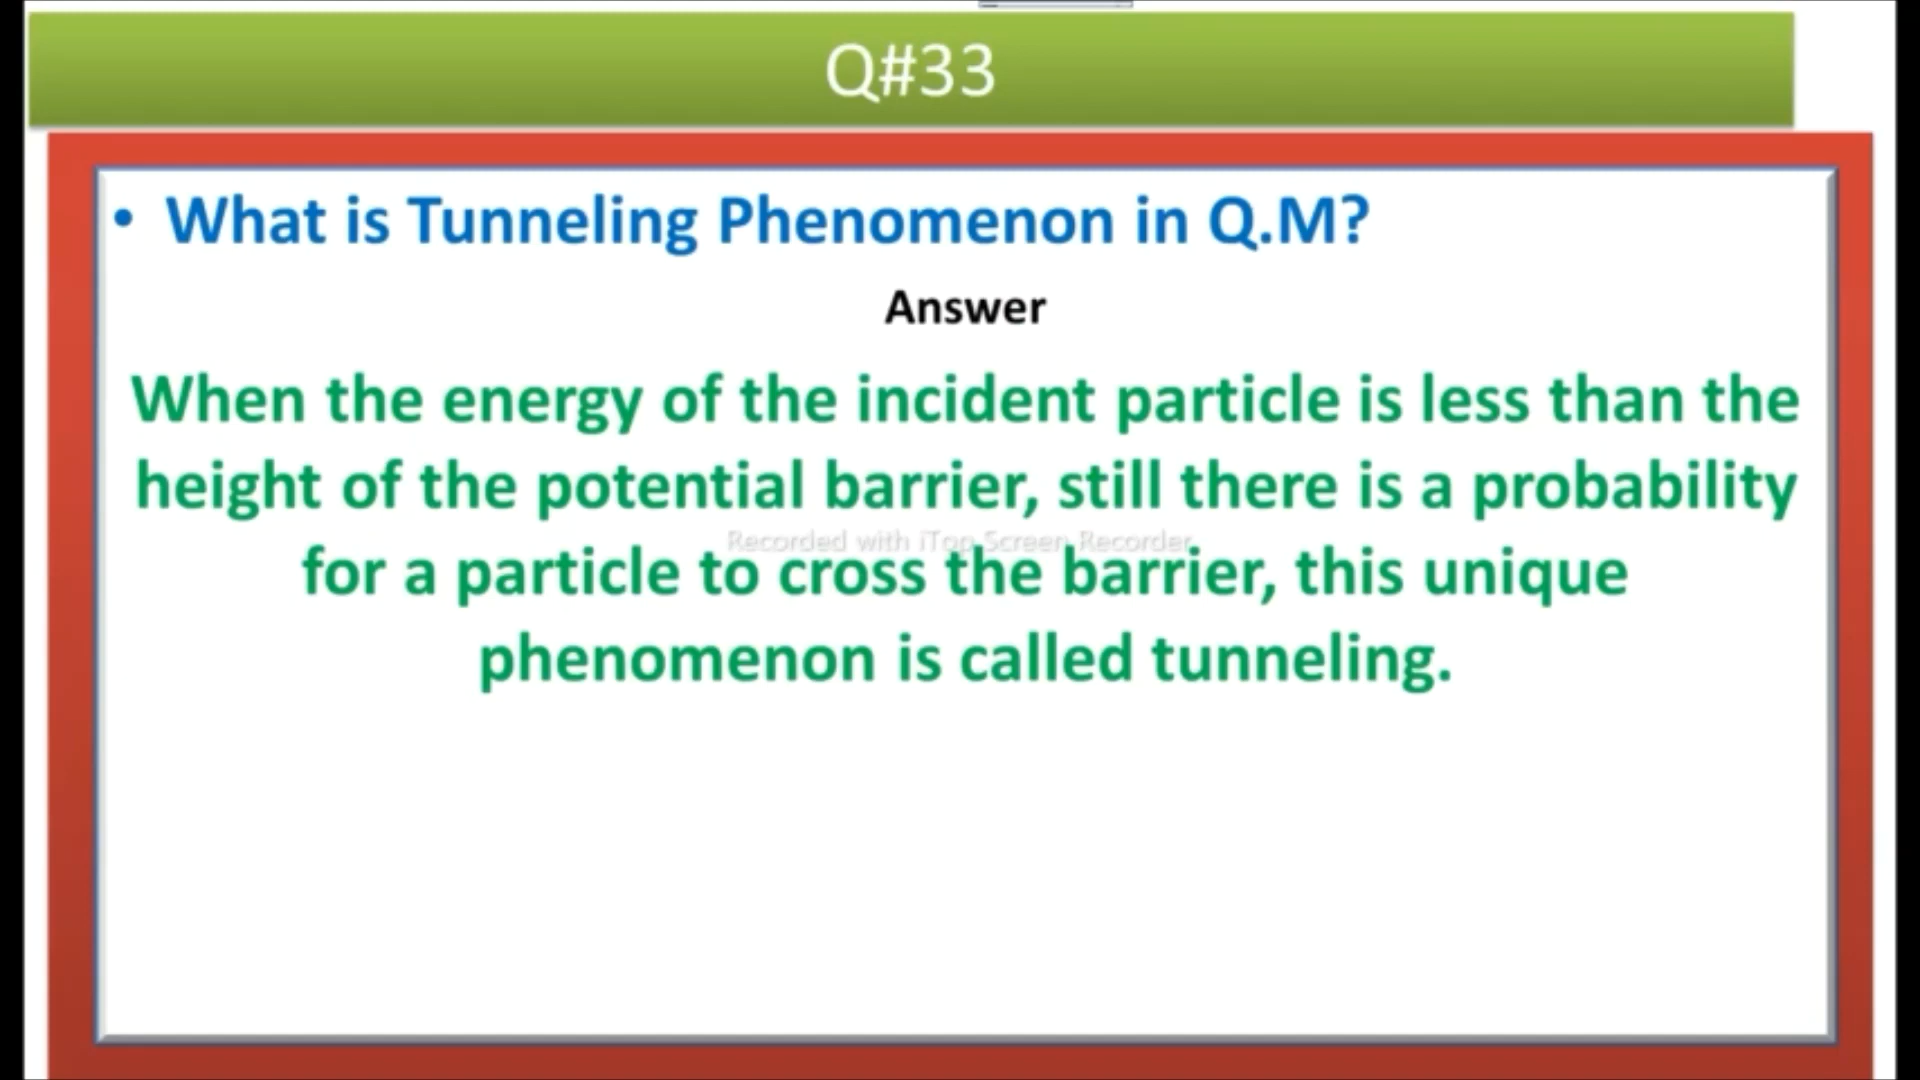 Q#33
• What is Tunneling Phenomenon in Q.M?
Answer
When the energy of the incident particle is less than the
height of the potential barrier, still there is a probability
Recorded with iTop Screen Recorder
for a particle to cross the barrier, this unique
phenomenon is called tunneling.